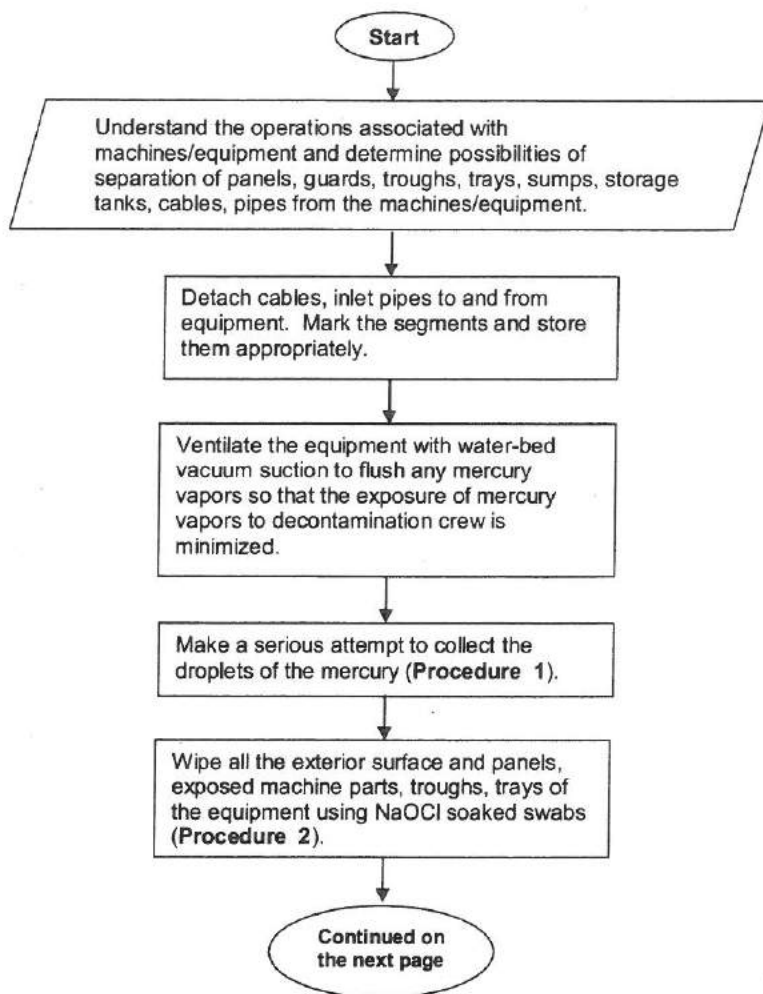 Start
Understand the operations associated with
machines/equipment and determine possibilities of
separation of panels, guards, troughs, trays, sumps, storage
tanks, cables, pipes from the machines/equipment.
Detach cables, inlet pipes to and from
equipment. Mark the segments and store
them appropriately.
Ventilate the equipment with water-bed
vacuum suction to flush any mercury
vapors so that the exposure of mercury
vapors to decontamination crew is
minimized.
Make a serious attempt to collect the
droplets of the mercury (Procedure 1).
Wipe all the exterior surface and panels,
exposed machine parts, troughs, trays of
the equipment using NaOCl soaked swabs
(Procedure 2).
Continued on
the next page